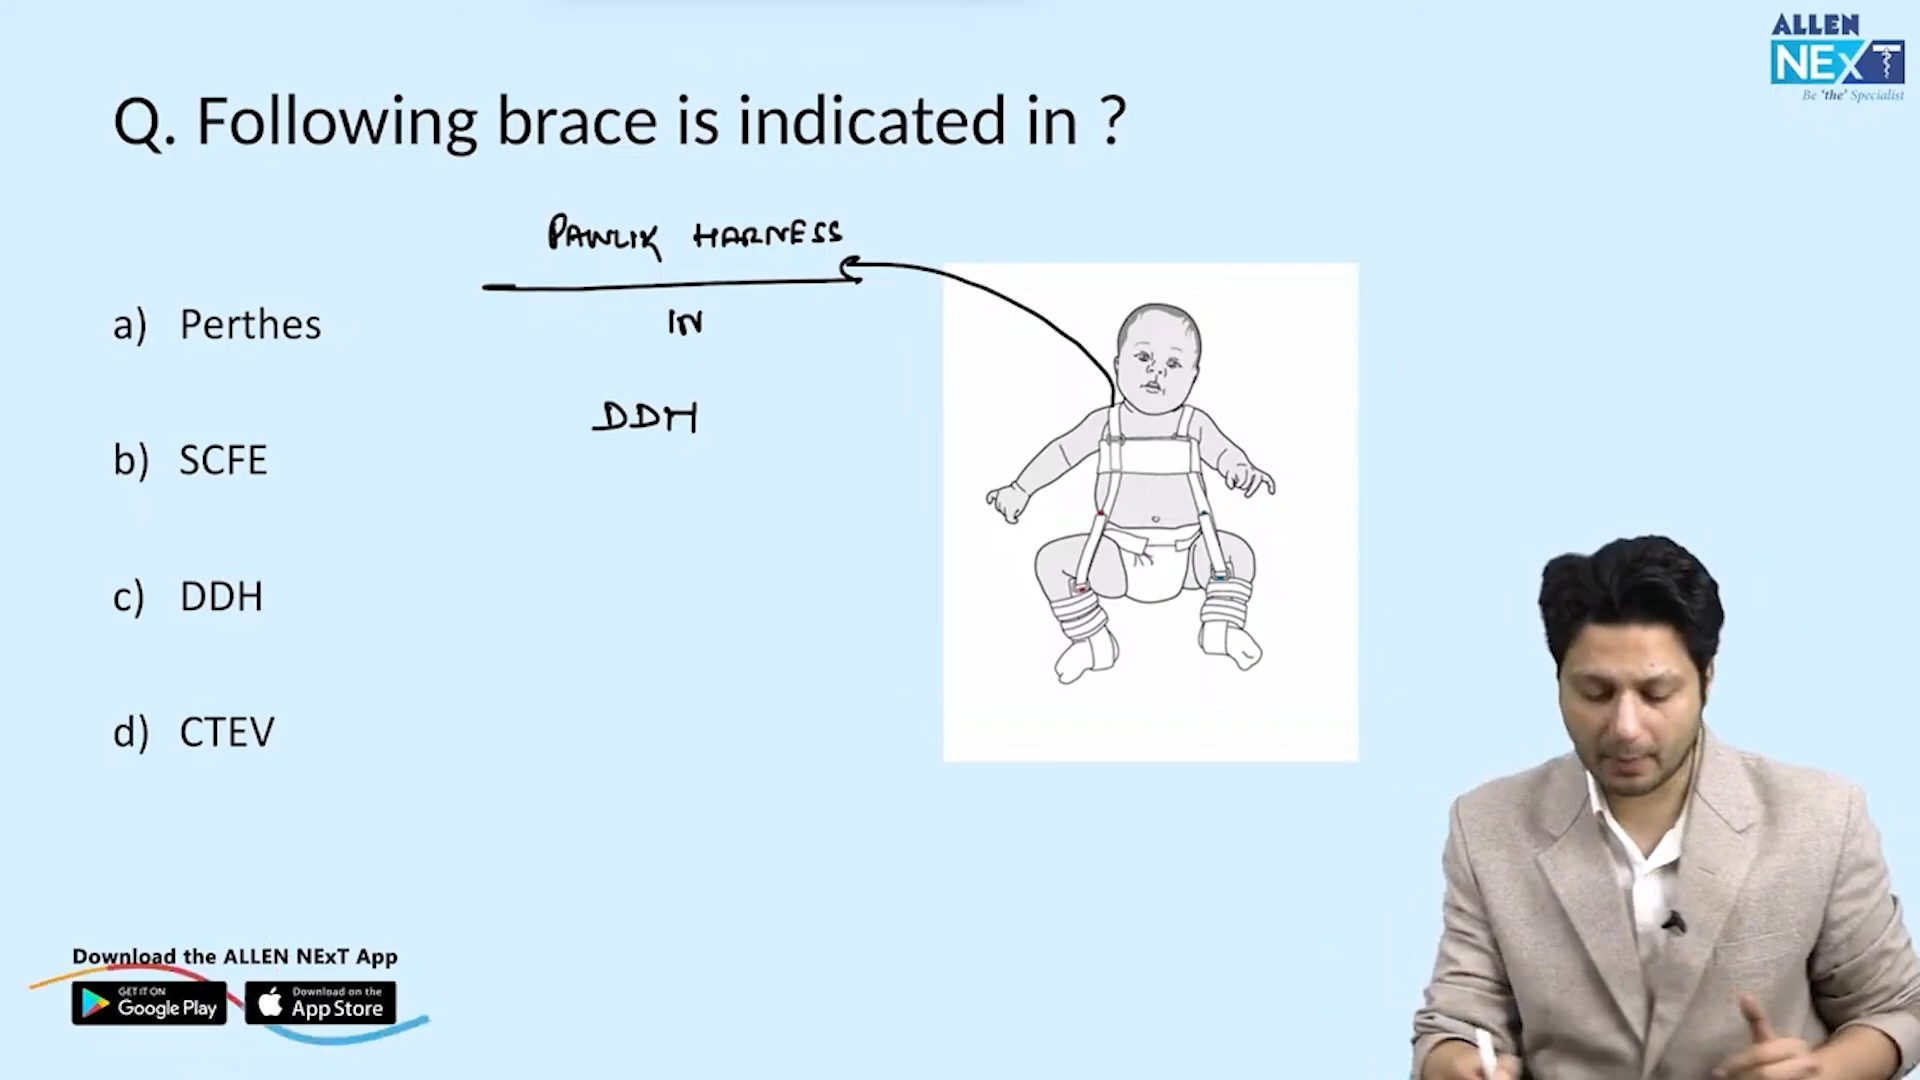 ALLEN
NEXT
Be 'the' Specialist
Q. Following brace is indicated in ?
PAWLIK HARNESS
IN
DDH
a) Perthes
b) SCFE
c) DDH
d) CTEV
Download the ALLEN NExT App
GET IT ON
Google Play
Download on the
App Store